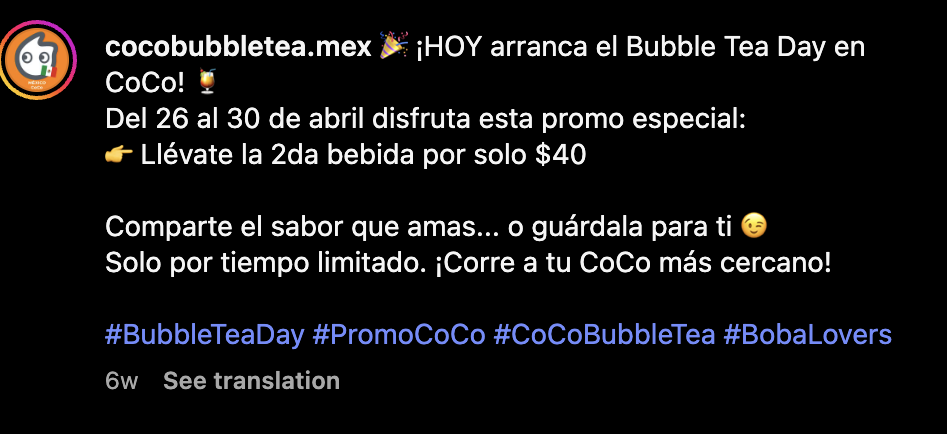 cocobubbletea.mex 🎉 ¡HOY arranca el Bubble Tea Day en
CoCo! 🍹
Del 26 al 30 de abril disfruta esta promo especial:
👉 Llévate la 2da bebida por solo $40
Comparte el sabor que amas... o guárdala para ti 😉
Solo por tiempo limitado. ¡Corre a tu CoCo más cercano!
#BubbleTeaDay #PromoCoCo #CoCoBubbleTea #BobaLovers
6w See translation